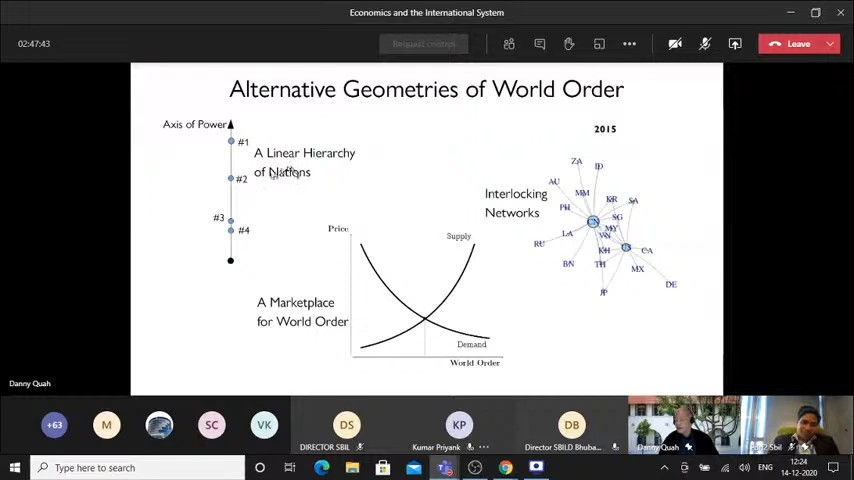 Economics and the International System
02:47:43
Request control
Leave
Alternative Geometries of World Order
Axis of Power
#1
A Linear Hierarchy
of Nations
#2
#3
#4
2015
Interlocking
Networks
ZA
ID
AU
MM
KR
SA
PH
CN
SG
MY
LA
VN
RU
US
KH
CA
BN
TH
MX
JP
DE
Price
Supply
A Marketplace
for World Order
Demand
World Order
Danny Quah
+63
M
SC
VK
DS
DIRECTOR SBIL
KP
Kumar Priyank
DB
Director SBILD Bhuba...
Danny Quah
Type here to search
ENG
12:24
14-12-2020